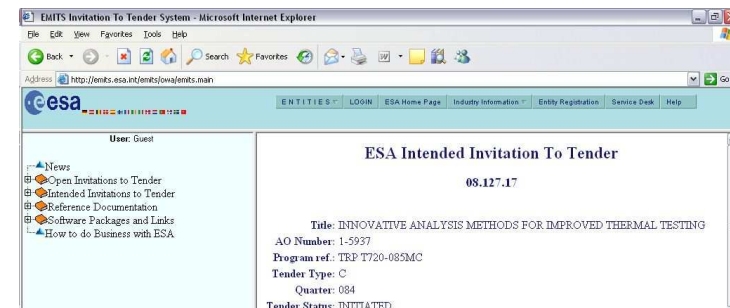 EMITS Invitation To Tender System - Microsoft Internet Explorer
File Edit View Favorites Tools Help
Back Search Favorites
Address http://emits.esa.int/emits/owa/emits.main Go
esa ENTITIES LOGIN ESA Home Page Industry Information Entity Registration Service Desk Help
User: Guest
News
Open Invitations to Tender
Intended Invitations to Tender
Reference Documentation
Software Packages and Links
How to do Business with ESA
ESA Intended Invitation To Tender
08.127.17
Title: INNOVATIVE ANALYSIS METHODS FOR IMPROVED THERMAL TESTING
AO Number: 1-5937
Program ref.: TRP T720-085MC
Tender Type: C
Quarter: 084
Tender Status: INITIATED